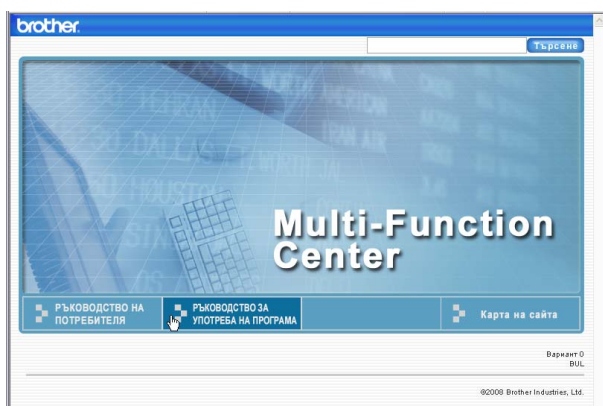 brother.
Търсене
Multi-Function
Center
РЪКОВОДСТВО НА
ПОТРЕБИТЕЛЯ
РЪКОВОДСТВО ЗА
УПОТРЕБА НА ПРОГРАМА
Карта на сайта
Вариант 0
BUL
©2008 Brother Industries, Ltd.